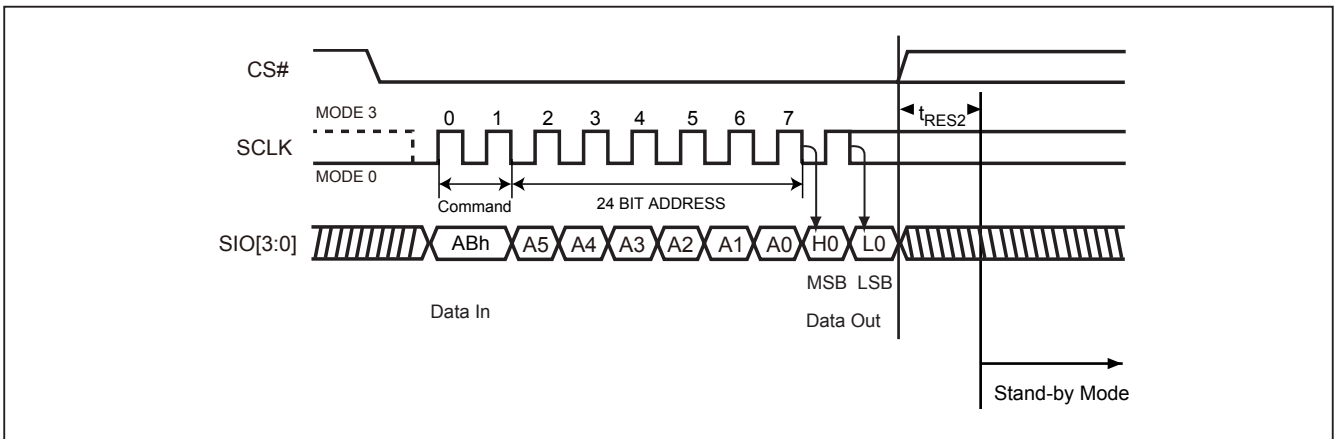 CS#
MODE 3
0 1 2 3 4 5 6 7
tRES2
SCLK
MODE 0
Command
24 BIT ADDRESS
SIO[3:0]
ABh A5 A4 A3 A2 A1 A0 H0 L0
MSB LSB
Data In
Data Out
Stand-by Mode